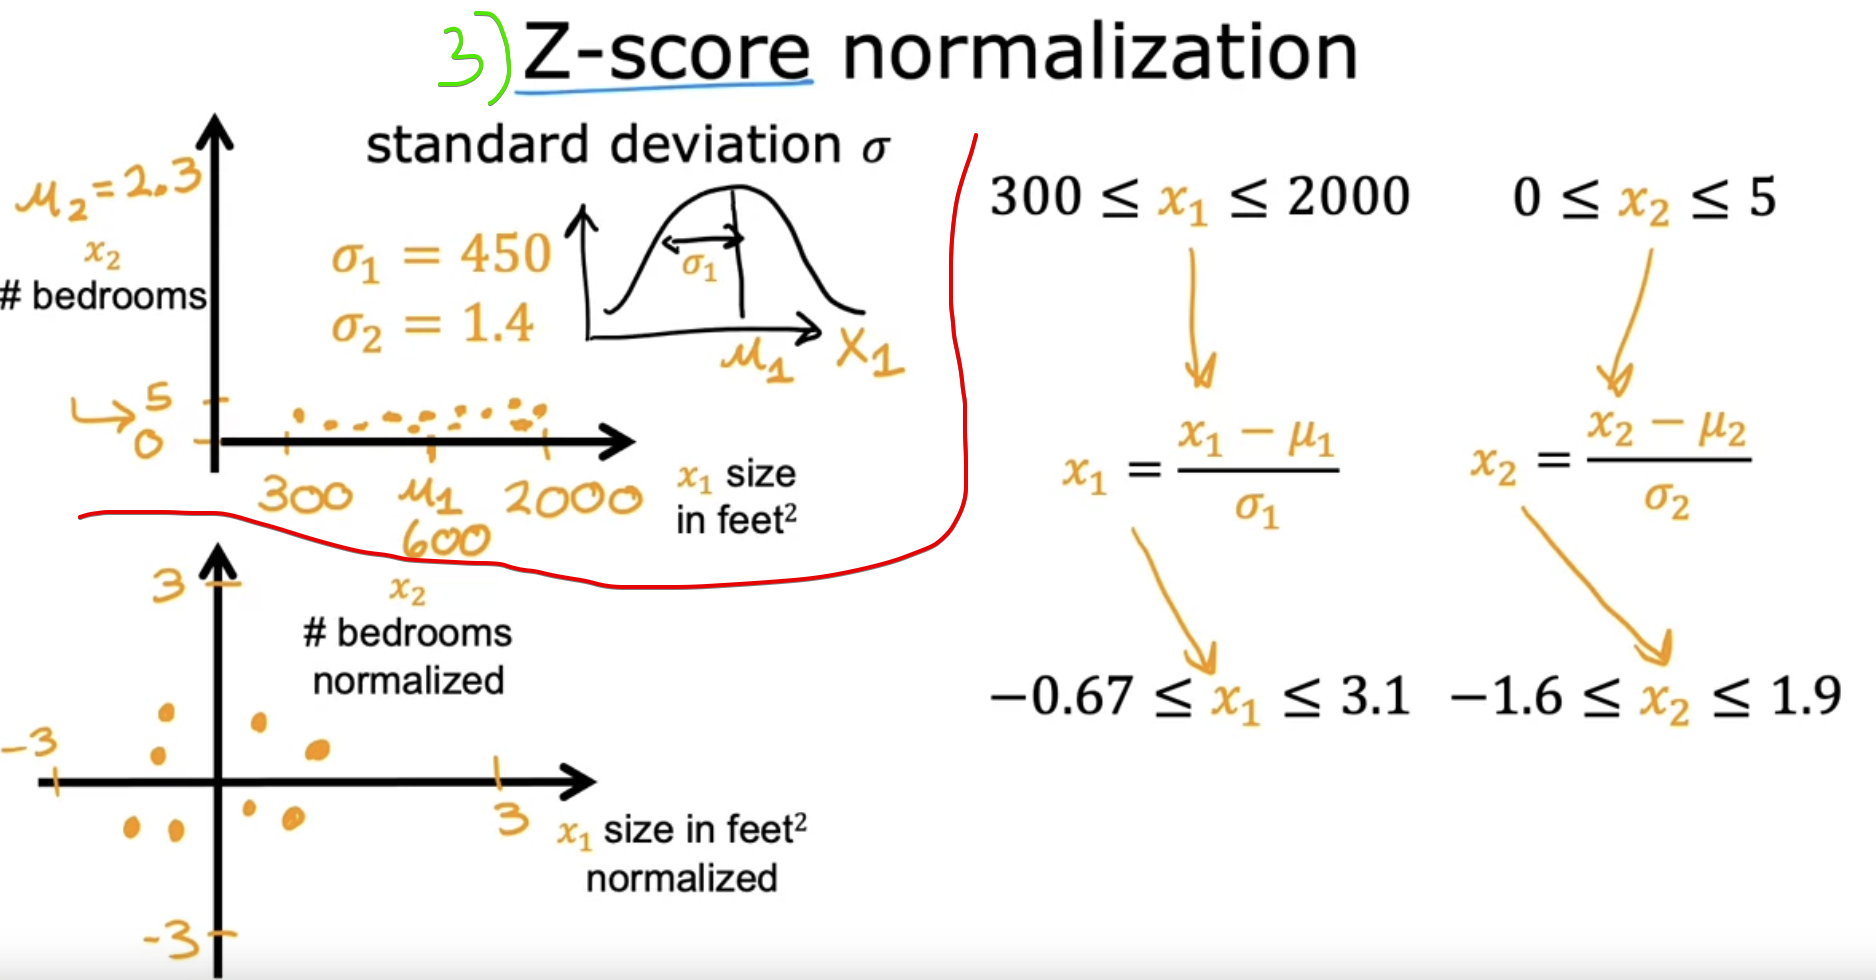 3) Z-score normalization
standard deviation σ
μ₂ = 2.3
x₂
# bedrooms
σ₁ = 450
σ₂ = 1.4
σ₁
μ₁ x₁
5
0
300 μ₁ 2000
600
x₁ size
in feet²
300 ≤ x₁ ≤ 2000
0 ≤ x₂ ≤ 5
x₁ = (x₁ − μ₁) / σ₁
x₂ = (x₂ − μ₂) / σ₂
−0.67 ≤ x₁ ≤ 3.1
−1.6 ≤ x₂ ≤ 1.9
3
x₂
# bedrooms
normalized
−3
3
x₁ size in feet²
normalized
-3